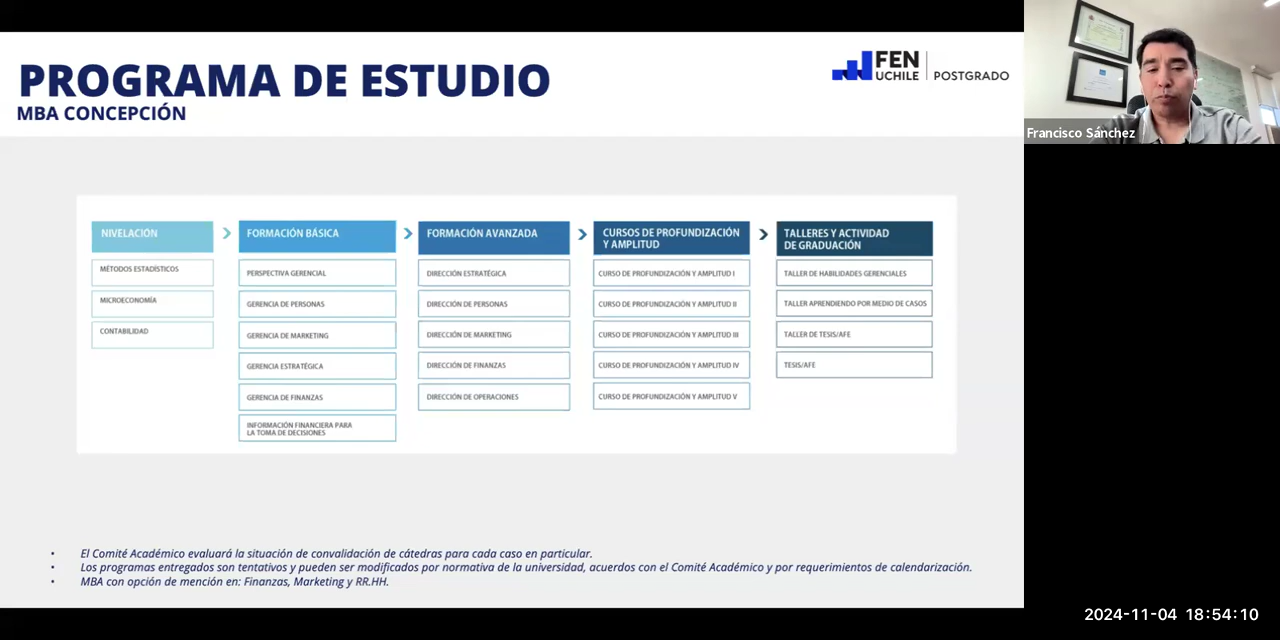 PROGRAMA DE ESTUDIO
MBA CONCEPCIÓN
FEN
UCHILE
POSTGRADO
Francisco Sánchez
NIVELACIÓN
MÉTODOS ESTADÍSTICOS
MICROECONOMÍA
CONTABILIDAD
FORMACIÓN BÁSICA
PERSPECTIVA GERENCIAL
GERENCIA DE PERSONAS
GERENCIA DE MARKETING
GERENCIA ESTRATÉGICA
GERENCIA DE FINANZAS
INFORMACIÓN FINANCIERA PARA
LA TOMA DE DECISIONES
FORMACIÓN AVANZADA
DIRECCIÓN ESTRATÉGICA
DIRECCIÓN DE PERSONAS
DIRECCIÓN DE MARKETING
DIRECCIÓN DE FINANZAS
DIRECCIÓN DE OPERACIONES
CURSOS DE PROFUNDIZACIÓN
Y AMPLITUD
CURSO DE PROFUNDIZACIÓN Y AMPLITUD I
CURSO DE PROFUNDIZACIÓN Y AMPLITUD II
CURSO DE PROFUNDIZACIÓN Y AMPLITUD III
CURSO DE PROFUNDIZACIÓN Y AMPLITUD IV
CURSO DE PROFUNDIZACIÓN Y AMPLITUD V
TALLERES Y ACTIVIDAD
DE GRADUACIÓN
TALLER DE HABILIDADES GERENCIALES
TALLER APRENDIENDO POR MEDIO DE CASOS
TALLER DE TESIS/AFE
TESIS/AFE
• El Comité Académico evaluará la situación de convalidación de cátedras para cada caso en particular.
• Los programas entregados son tentativos y pueden ser modificados por normativa de la universidad, acuerdos con el Comité Académico y por requerimientos de calendarización.
• MBA con opción de mención en: Finanzas, Marketing y RR.HH.
2024-11-04 18:54:10